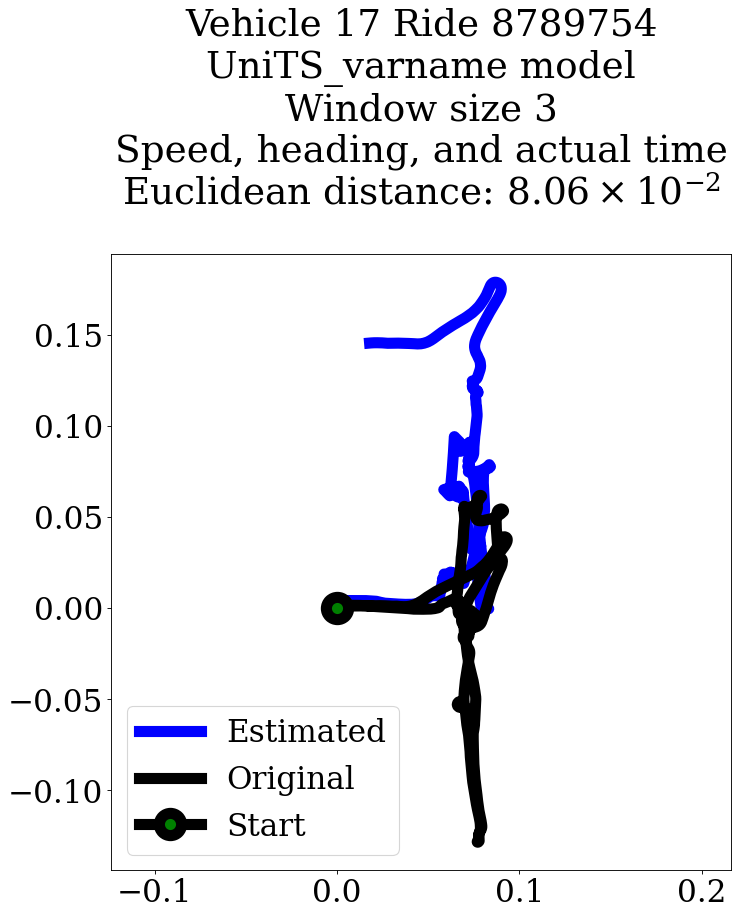 Vehicle 17 Ride 8789754
UniTS_varname model
Window size 3
Speed, heading, and actual time
Euclidean distance: 8.06 × 10⁻²
0.15
0.10
0.05
0.00
−0.05
−0.10
Estimated
Original
Start
−0.1 0.0 0.1 0.2